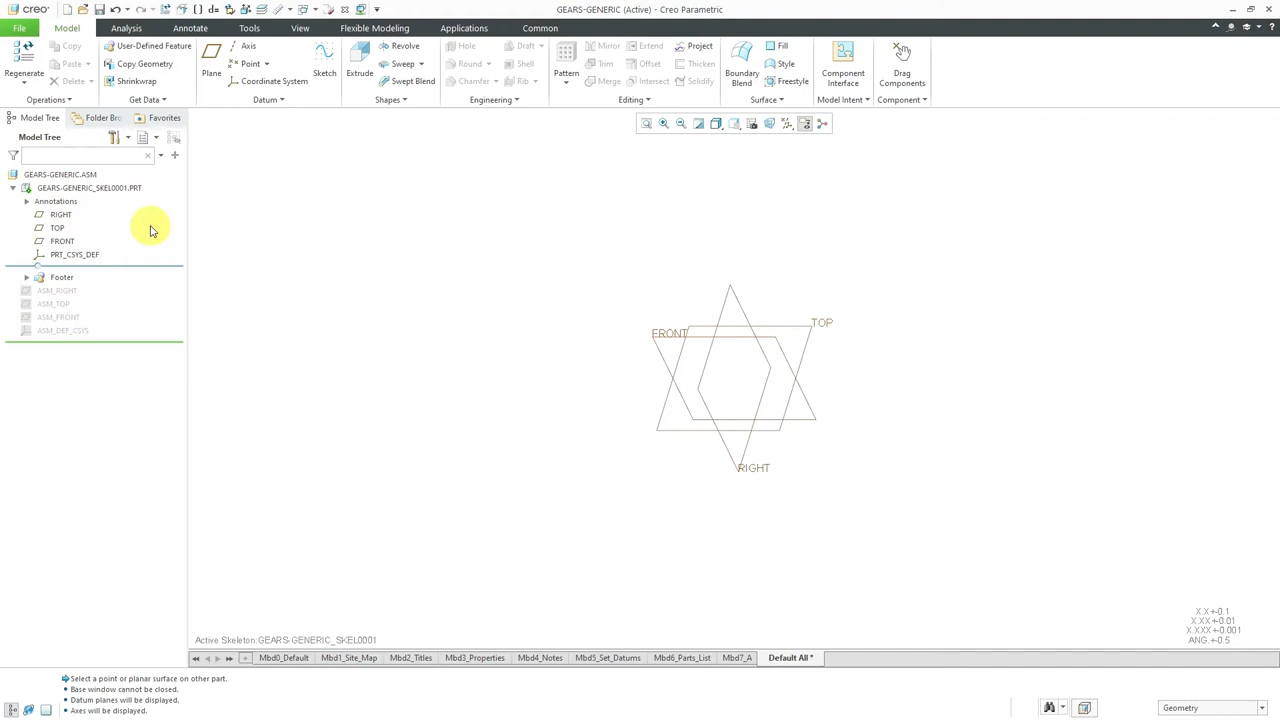 creo
GEARS-GENERIC (Active) - Creo Parametric
File Model Analysis Annotate Tools View Flexible Modeling Applications Common
Regenerate
Copy
Paste
Delete
Operations
User-Defined Feature
Copy Geometry
Shrinkwrap
Get Data
Plane
Axis
Point
Coordinate System
Sketch
Datum
Extrude
Revolve
Sweep
Swept Blend
Shapes
Hole
Round
Chamfer
Draft
Shell
Rib
Engineering
Pattern
Mirror
Trim
Merge
Extend
Offset
Intersect
Project
Thicken
Solidify
Editing
Boundary
Blend
Fill
Style
Freestyle
Surface
Component
Interface
Model Intent
Drag
Components
Component
Model Tree Folder Bro Favorites
Model Tree
GEARS-GENERIC.ASM
GEARS-GENERIC_SKEL0001.PRT
Annotations
RIGHT
TOP
FRONT
PRT_CSYS_DEF
Footer
ASM_RIGHT
ASM_TOP
ASM_FRONT
ASM_DEF_CSYS
FRONT
TOP
RIGHT
X.X+-0.1
X.XX+-0.01
X.XXX+-0.001
ANG.+-0.5
Active Skeleton:GEARS-GENERIC_SKEL0001
Mbd0_Default Mbd1_Site_Map Mbd2_Titles Mbd3_Properties Mbd4_Notes Mbd5_Set_Datums Mbd6_Parts_List Mbd7_A Default All *
Select a point or planar surface on other part.
• Base window cannot be closed.
• Datum planes will be displayed.
• Axes will be displayed.
Geometry